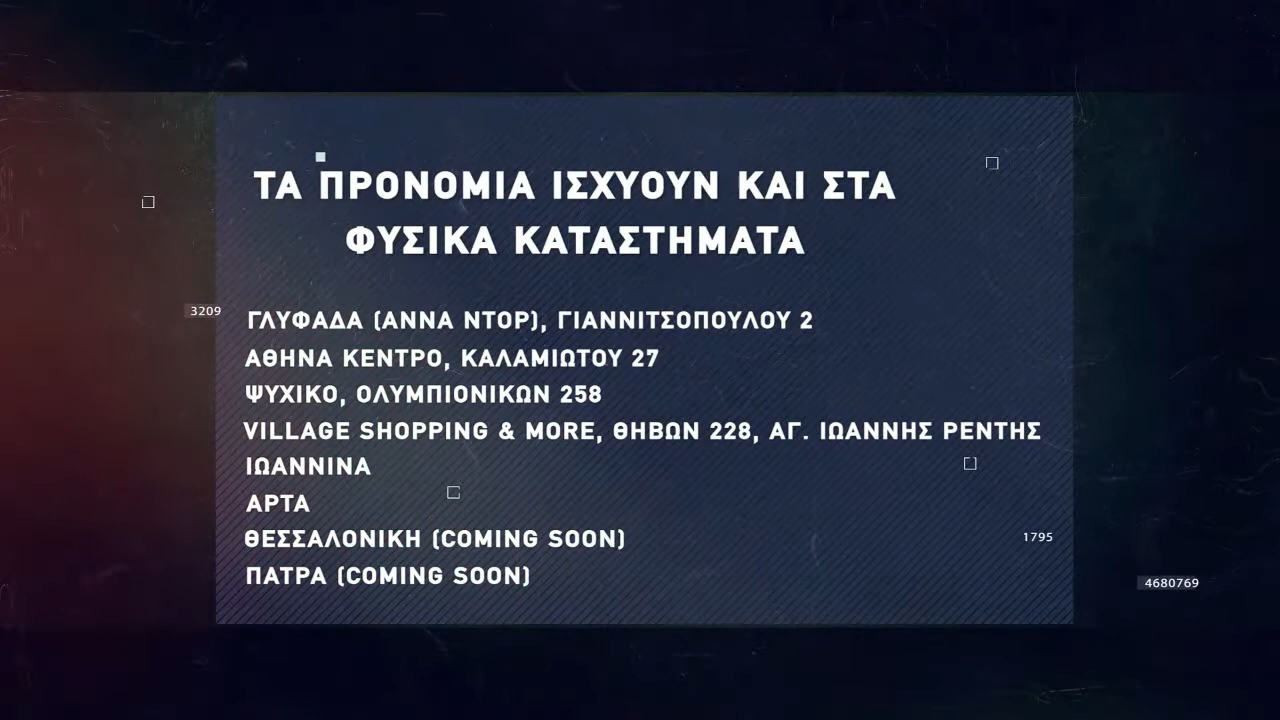 ΤΑ ΠΡΟΝΟΜΙΑ ΙΣΧΥΟΥΝ ΚΑΙ ΣΤΑ
ΦΥΣΙΚΑ ΚΑΤΑΣΤΗΜΑΤΑ
3209
ΓΛΥΦΑΔΑ (ΑΝΝΑ ΝΤΟΡ), ΓΙΑΝΝΙΤΣΟΠΟΥΛΟΥ 2
ΑΘΗΝΑ ΚΕΝΤΡΟ, ΚΑΛΑΜΙΩΤΟΥ 27
ΨΥΧΙΚΟ, ΟΛΥΜΠΙΟΝΙΚΩΝ 258
VILLAGE SHOPPING & MORE, ΘΗΒΩΝ 228, ΑΓ. ΙΩΑΝΝΗΣ ΡΕΝΤΗΣ
ΙΩΑΝΝΙΝΑ
ΑΡΤΑ
ΘΕΣΣΑΛΟΝΙΚΗ (COMING SOON)
1795
ΠΑΤΡΑ (COMING SOON)
4680769